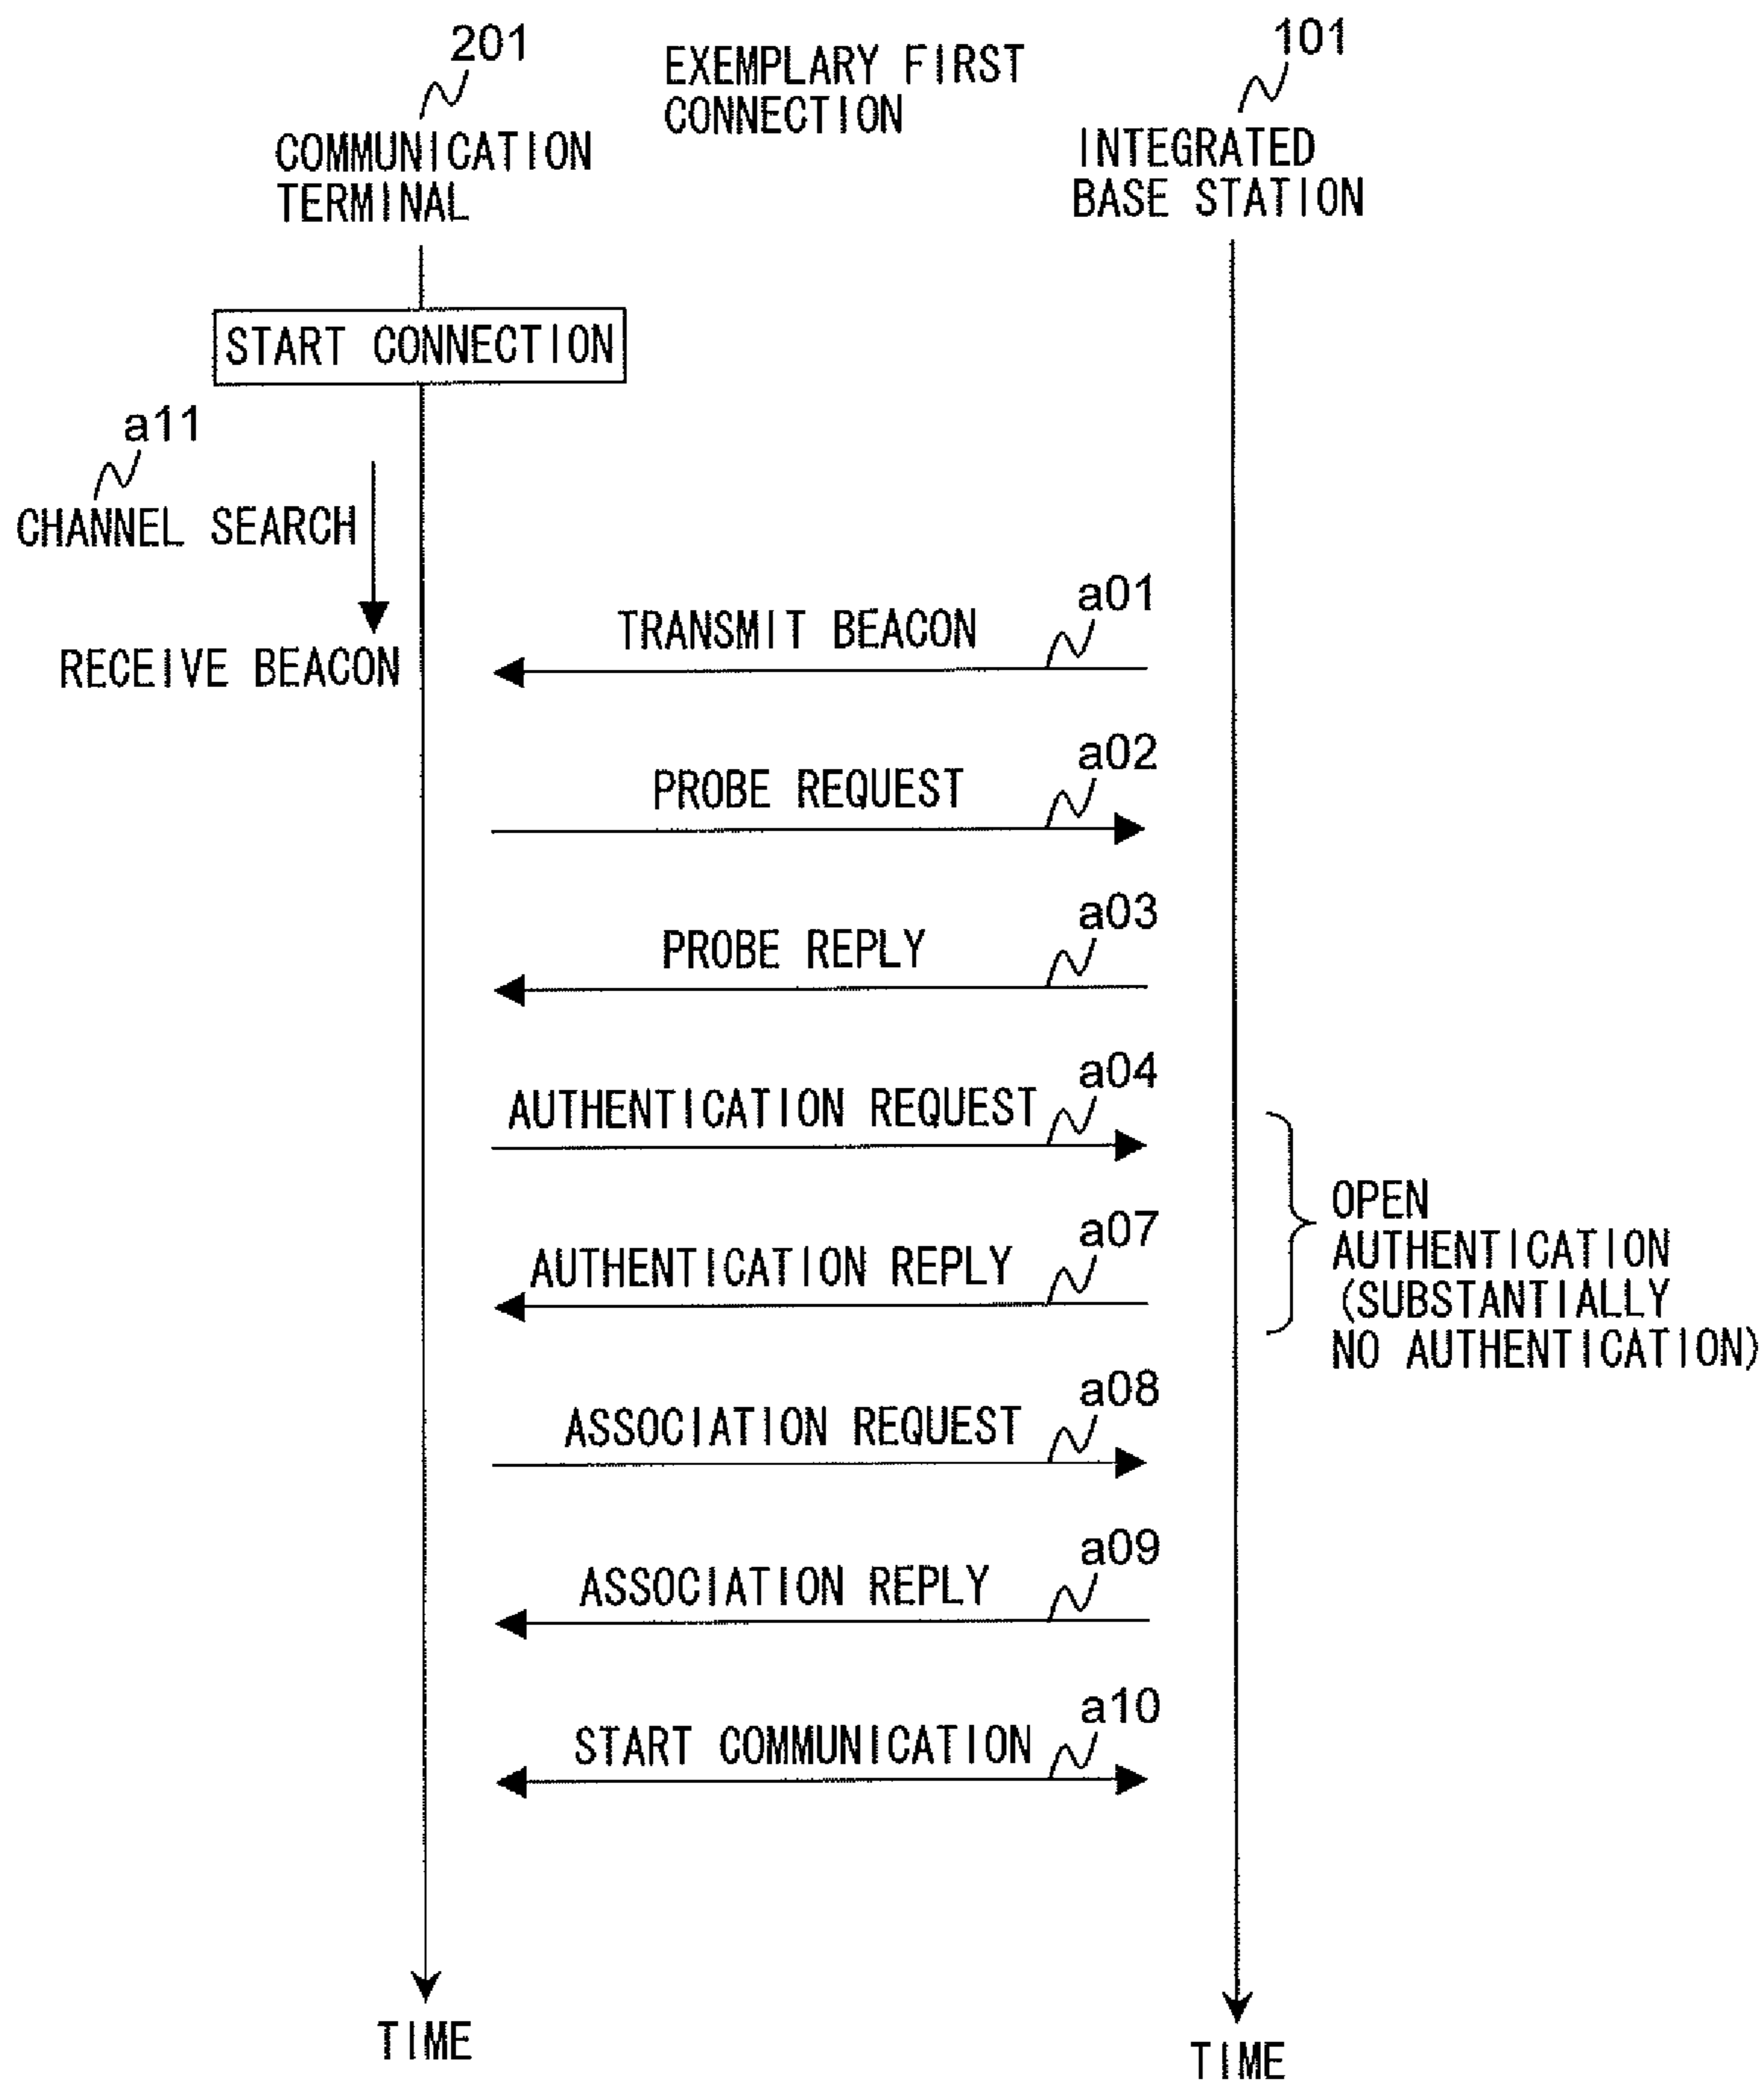 201
EXEMPLARY FIRST
CONNECTION
101
COMMUNICATION
TERMINAL
INTEGRATED
BASE STATION
START CONNECTION
a11
CHANNEL SEARCH
RECEIVE BEACON
a01
TRANSMIT BEACON
a02
PROBE REQUEST
a03
PROBE REPLY
a04
AUTHENTICATION REQUEST
a07
AUTHENTICATION REPLY
OPEN
AUTHENTICATION
(SUBSTANTIALLY
NO AUTHENTICATION)
a08
ASSOCIATION REQUEST
a09
ASSOCIATION REPLY
a10
START COMMUNICATION
TIME
TIME